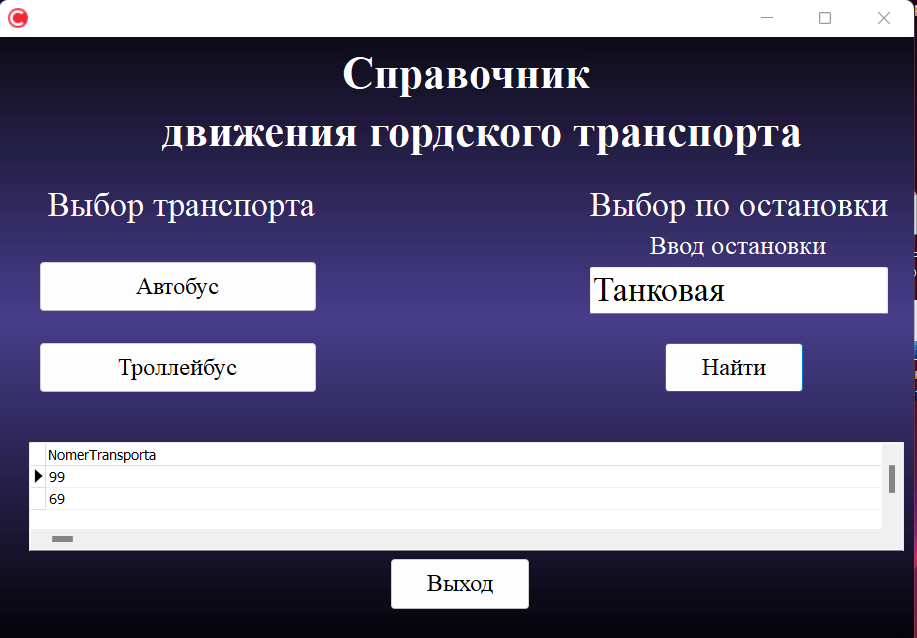 Справочник
движения гордского транспорта
Выбор транспорта
Выбор по остановки
Ввод остановки
Автобус
Танковая
Троллейбус
Найти
NomerTransporta
99
69
Выход